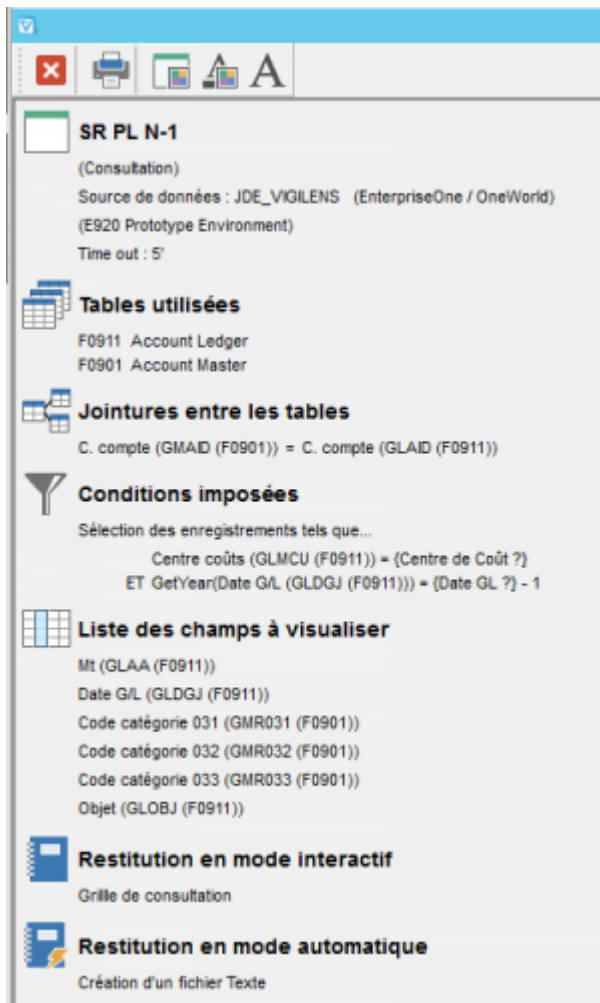 SR PL N-1
(Consultation)
Source de données : JDE_VIGILENS (EnterpriseOne / OneWorld)
(E920 Prototype Environment)
Time out : 5'
Tables utilisées
F0911 Account Ledger
F0901 Account Master
Jointures entre les tables
C. compte (GMAID (F0901)) = C. compte (GLAID (F0911))
Conditions imposées
Sélection des enregistrements tels que...
Centre coûts (GLMCU (F0911)) = {Centre de Coût ?}
ET GetYear(Date G/L (GLDGJ (F0911))) = {Date GL ?} - 1
Liste des champs à visualiser
Mt (GLAA (F0911))
Date G/L (GLDGJ (F0911))
Code catégorie 031 (GMR031 (F0901))
Code catégorie 032 (GMR032 (F0901))
Code catégorie 033 (GMR033 (F0901))
Objet (GLOBJ (F0911))
Restitution en mode interactif
Grille de consultation
Restitution en mode automatique
Création d'un fichier Texte